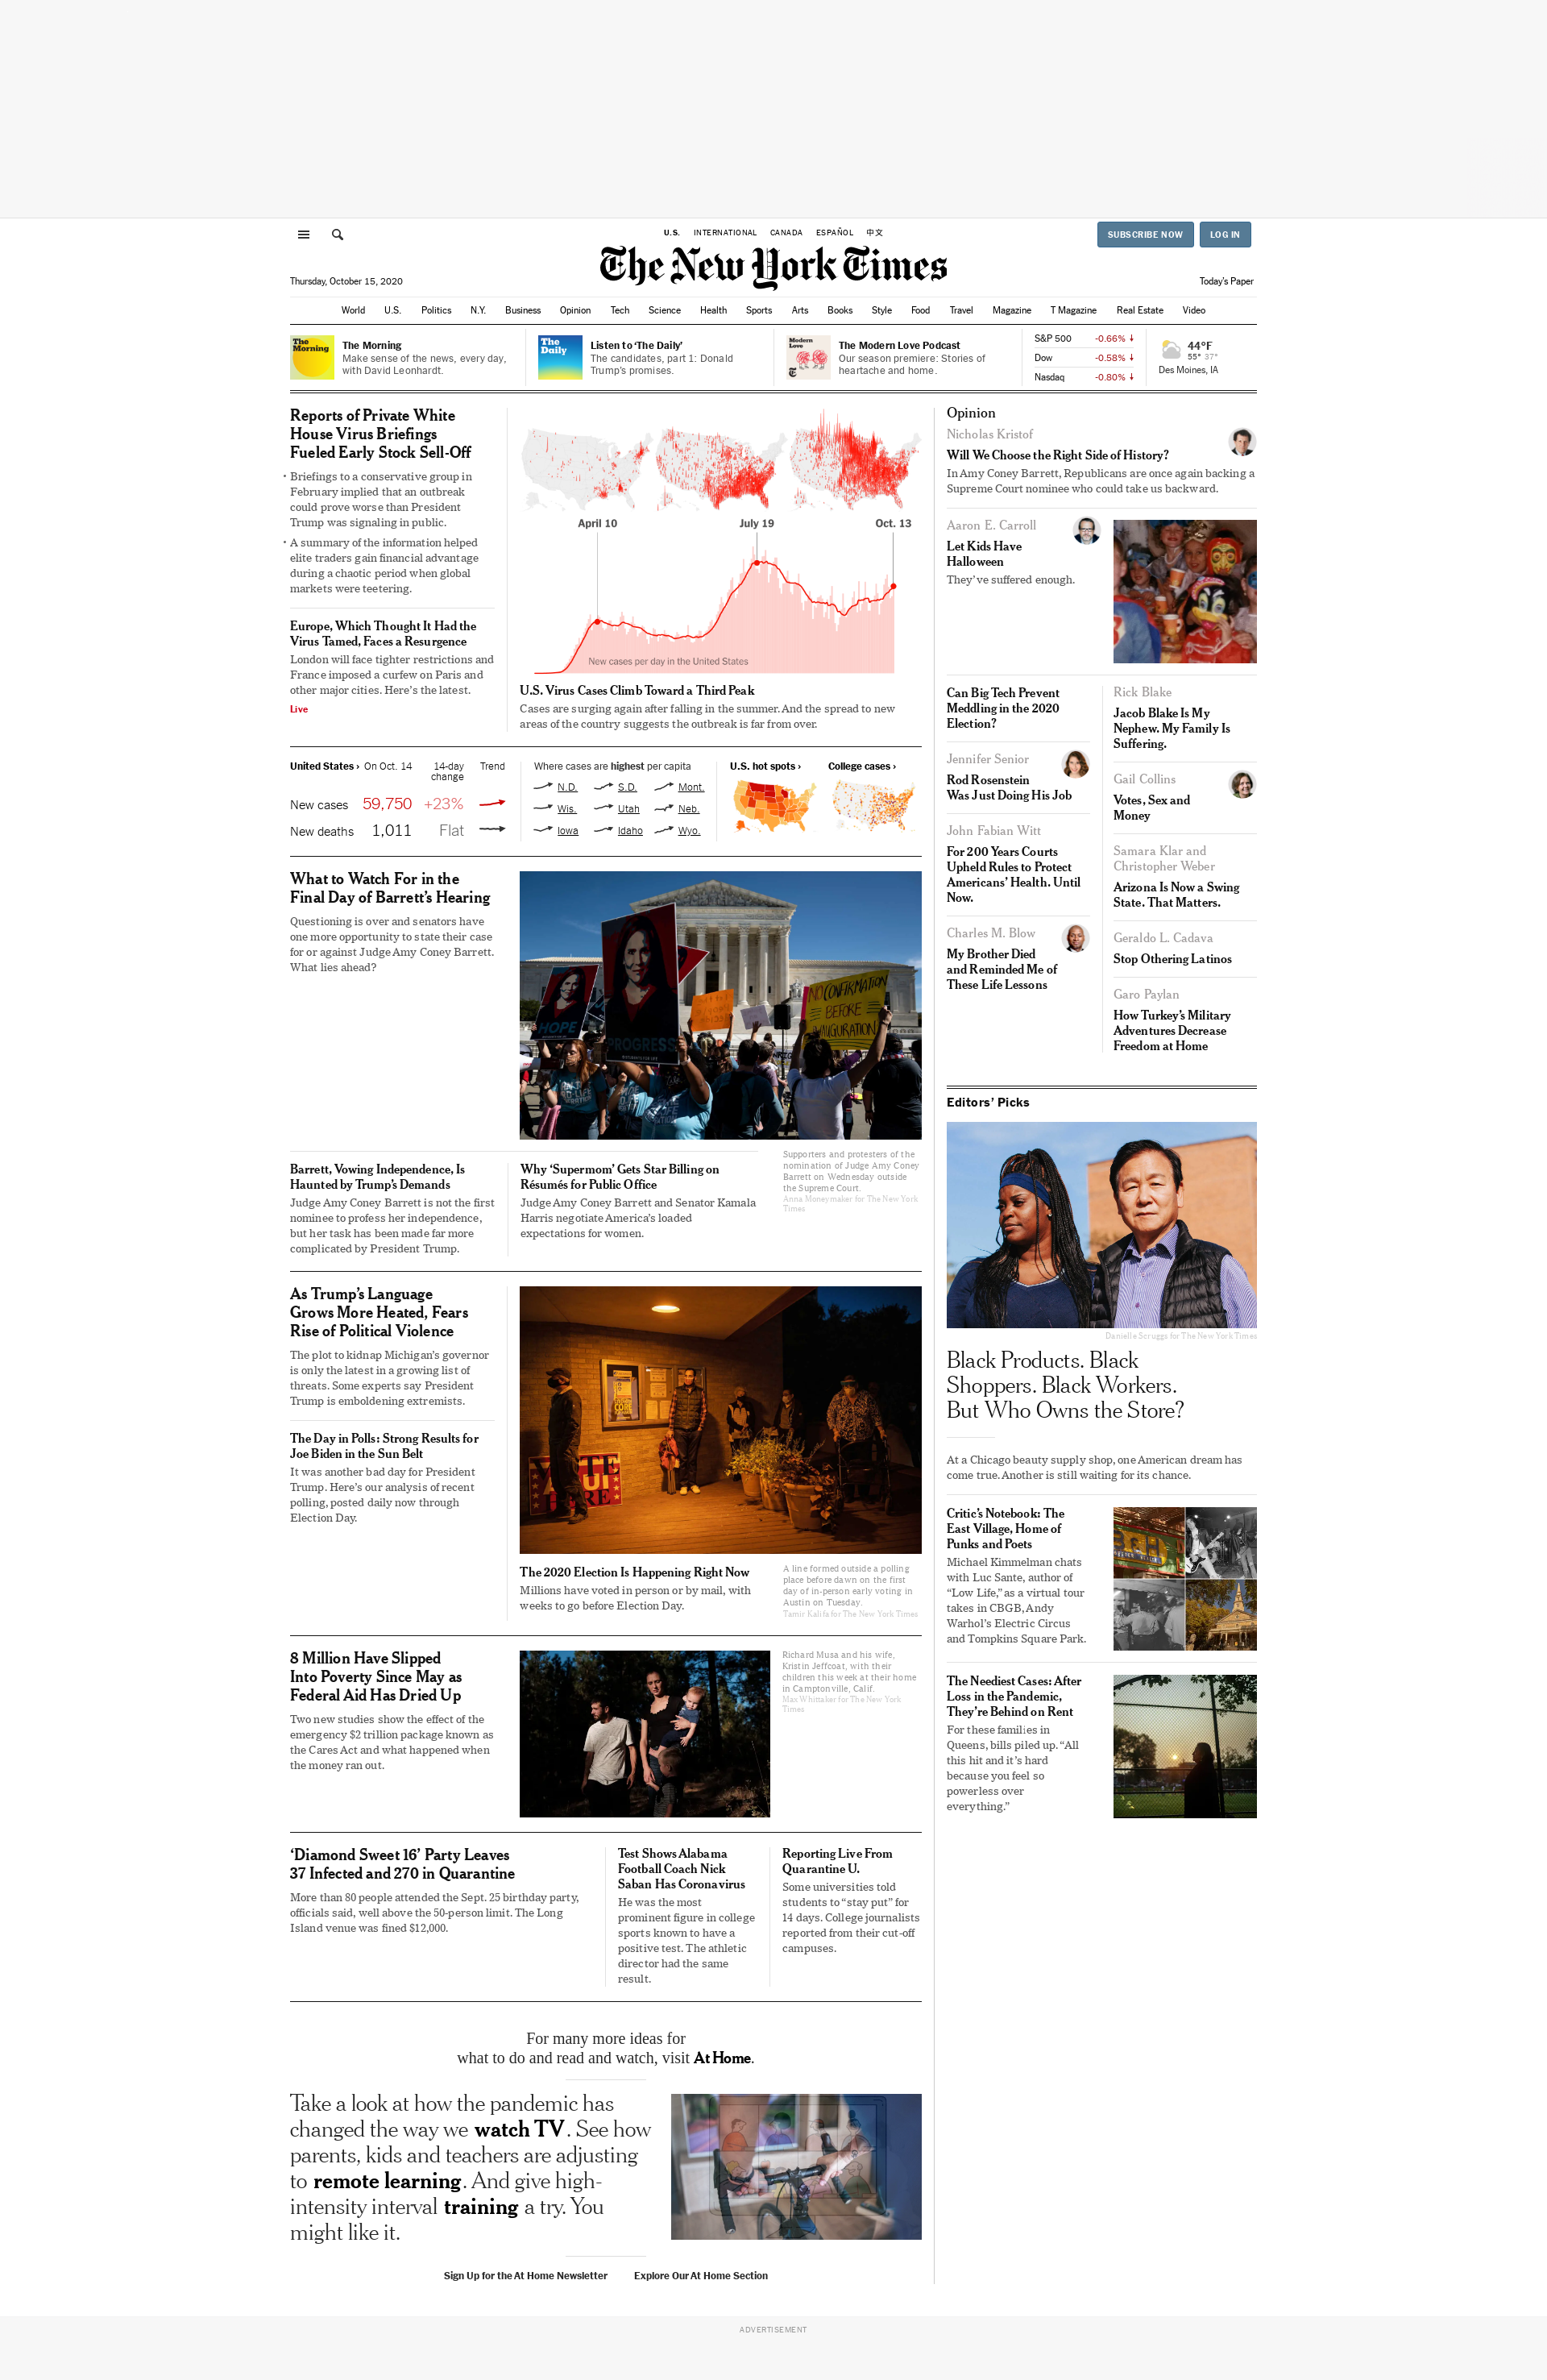 U.S. INTERNATIONAL CANADA ESPAÑOL 中文
SUBSCRIBE NOW LOG IN
The New York Times
Thursday, October 15, 2020
Today's Paper
World U.S. Politics N.Y. Business Opinion Tech Science Health Sports Arts Books Style Food Travel Magazine T Magazine Real Estate Video
The Morning
The Morning
Make sense of the news, every day,
with David Leonhardt.
The Daily
Listen to ‘The Daily’
The candidates, part 1: Donald
Trump’s promises.
Modern Love
The Modern Love Podcast
Our season premiere: Stories of
heartache and home.
S&P 500 -0.66% ↓
Dow -0.58% ↓
Nasdaq -0.80% ↓
44°F
55° 37°
Des Moines, IA
Reports of Private White
House Virus Briefings
Fueled Early Stock Sell-Off
• Briefings to a conservative group in
February implied that an outbreak
could prove worse than President
Trump was signaling in public.
• A summary of the information helped
elite traders gain financial advantage
during a chaotic period when global
markets were teetering.
Europe, Which Thought It Had the
Virus Tamed, Faces a Resurgence
London will face tighter restrictions and
France imposed a curfew on Paris and
other major cities. Here’s the latest.
Live
April 10 July 19 Oct. 13
New cases per day in the United States
U.S. Virus Cases Climb Toward a Third Peak
Cases are surging again after falling in the summer. And the spread to new
areas of the country suggests the outbreak is far from over.
United States › On Oct. 14 14-day
change Trend
New cases 59,750 +23%
New deaths 1,011 Flat
Where cases are highest per capita
N.D. S.D. Mont.
Wis. Utah Neb.
Iowa Idaho Wyo.
U.S. hot spots › College cases ›
What to Watch For in the
Final Day of Barrett’s Hearing
Questioning is over and senators have
one more opportunity to state their case
for or against Judge Amy Coney Barrett.
What lies ahead?
HOPE
PROGRESS
NO CONFIRMATION
BEFORE
INAUGURATION
Supporters and protesters of the
nomination of Judge Amy Coney
Barrett on Wednesday outside
the Supreme Court.
Anna Moneymaker for The New York
Times
Barrett, Vowing Independence, Is
Haunted by Trump’s Demands
Judge Amy Coney Barrett is not the first
nominee to profess her independence,
but her task has been made far more
complicated by President Trump.
Why ‘Supermom’ Gets Star Billing on
Résumés for Public Office
Judge Amy Coney Barrett and Senator Kamala
Harris negotiate America’s loaded
expectations for women.
As Trump’s Language
Grows More Heated, Fears
Rise of Political Violence
The plot to kidnap Michigan’s governor
is only the latest in a growing list of
threats. Some experts say President
Trump is emboldening extremists.
The Day in Polls: Strong Results for
Joe Biden in the Sun Belt
It was another bad day for President
Trump. Here’s our analysis of recent
polling, posted daily now through
Election Day.
VOTE
AQUI
HERE
The 2020 Election Is Happening Right Now
Millions have voted in person or by mail, with
weeks to go before Election Day.
A line formed outside a polling
place before dawn on the first
day of in-person early voting in
Austin on Tuesday.
Tamir Kalifa for The New York Times
8 Million Have Slipped
Into Poverty Since May as
Federal Aid Has Dried Up
Two new studies show the effect of the
emergency $2 trillion package known as
the Cares Act and what happened when
the money ran out.
Richard Musa and his wife,
Kristin Jeffcoat, with their
children this week at their home
in Camptonville, Calif.
Max Whittaker for The New York
Times
‘Diamond Sweet 16’ Party Leaves
37 Infected and 270 in Quarantine
More than 80 people attended the Sept. 25 birthday party,
officials said, well above the 50-person limit. The Long
Island venue was fined $12,000.
Test Shows Alabama
Football Coach Nick
Saban Has Coronavirus
He was the most
prominent figure in college
sports known to have a
positive test. The athletic
director had the same
result.
Reporting Live From
Quarantine U.
Some universities told
students to “stay put” for
14 days. College journalists
reported from their cut-off
campuses.
For many more ideas for
what to do and read and watch, visit At Home.
Take a look at how the pandemic has
changed the way we watch TV. See how
parents, kids and teachers are adjusting
to remote learning. And give high-
intensity interval training a try. You
might like it.
Sign Up for the At Home Newsletter Explore Our At Home Section
Opinion
Nicholas Kristof
Will We Choose the Right Side of History?
In Amy Coney Barrett, Republicans are once again backing a
Supreme Court nominee who could take us backward.
Aaron E. Carroll
Let Kids Have
Halloween
They’ve suffered enough.
Can Big Tech Prevent
Meddling in the 2020
Election?
Jennifer Senior
Rod Rosenstein
Was Just Doing His Job
John Fabian Witt
For 200 Years Courts
Upheld Rules to Protect
Americans’ Health. Until
Now.
Charles M. Blow
My Brother Died
and Reminded Me of
These Life Lessons
Rick Blake
Jacob Blake Is My
Nephew. My Family Is
Suffering.
Gail Collins
Votes, Sex and
Money
Samara Klar and
Christopher Weber
Arizona Is Now a Swing
State. That Matters.
Geraldo L. Cadava
Stop Othering Latinos
Garo Paylan
How Turkey’s Military
Adventures Decrease
Freedom at Home
Editors’ Picks
Danielle Scruggs for The New York Times
Black Products. Black
Shoppers. Black Workers.
But Who Owns the Store?
At a Chicago beauty supply shop, one American dream has
come true. Another is still waiting for its chance.
Critic’s Notebook: The
East Village, Home of
Punks and Poets
Michael Kimmelman chats
with Luc Sante, author of
“Low Life,” as a virtual tour
takes in CBGB, Andy
Warhol’s Electric Circus
and Tompkins Square Park.
The Neediest Cases: After
Loss in the Pandemic,
They’re Behind on Rent
For these families in
Queens, bills piled up. “All
this hit and it’s hard
because you feel so
powerless over
everything.”
ADVERTISEMENT